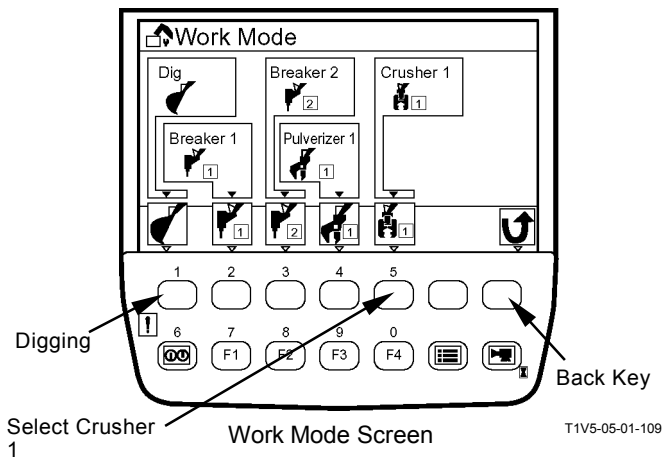 Work Mode
Dig
Breaker 2
2
Crusher 1
1
Breaker 1
1
Pulverizer 1
1
1
2
1
1
1 2 3 4 5
Digging
!
6 7 8 9 0
F1 F2 F3 F4
Back Key
Select Crusher
1
Work Mode Screen
T1V5-05-01-109